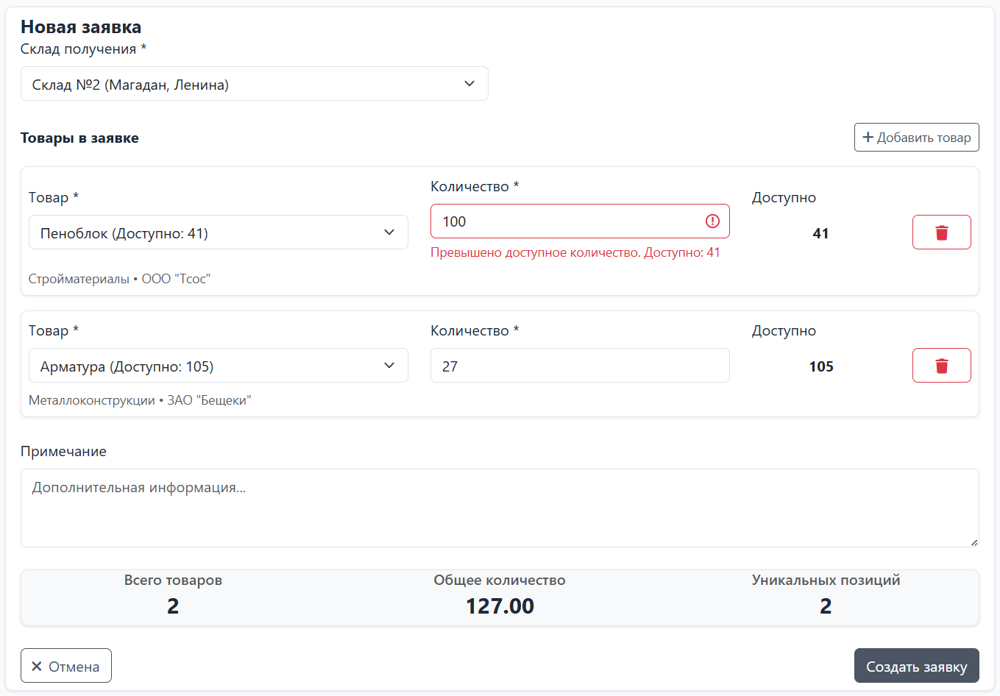 Новая заявка
Склад получения *
Склад №2 (Магадан, Ленина)
Товары в заявке
Добавить товар
Товар *
Количество *
Доступно
Пеноблок (Доступно: 41)
100
41
Превышено доступное количество. Доступно: 41
Стройматериалы • ООО "Тсос"
Товар *
Количество *
Доступно
Арматура (Доступно: 105)
27
105
Металлоконструкции • ЗАО "Бещеки"
Примечание
Дополнительная информация...
Всего товаров
2
Общее количество
127.00
Уникальных позиций
2
Отмена
Создать заявку